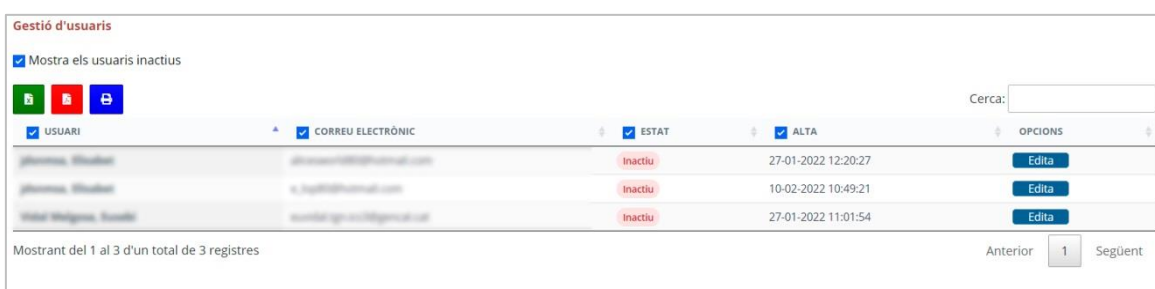 Gestió d'usuaris
Mostra els usuaris inactius
Cerca:
USUARI CORREU ELECTRÒNIC ESTAT ALTA OPCIONS
Inactiu 27-01-2022 12:20:27 Edita
Inactiu 10-02-2022 10:49:21 Edita
Inactiu 27-01-2022 11:01:54 Edita
Mostrant del 1 al 3 d'un total de 3 registres Anterior 1 Següent